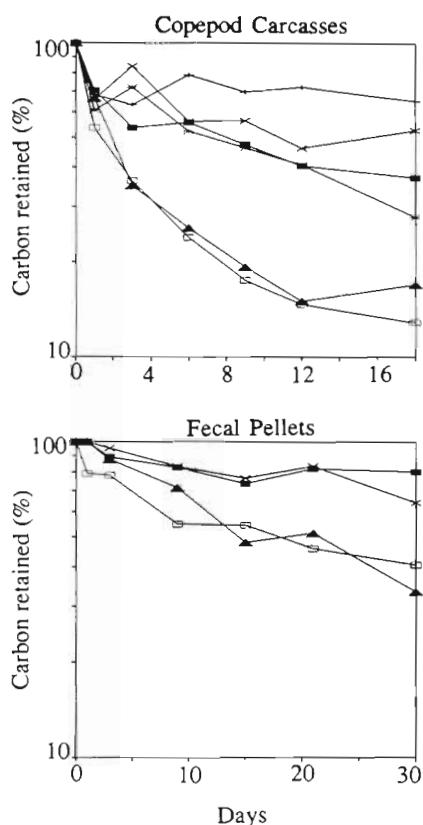 Copepod Carcasses
100
Carbon retained (%)
10
0 4 8 12 16
Fecal Pellets
100
Carbon retained (%)
10
0 10 20 30
Days